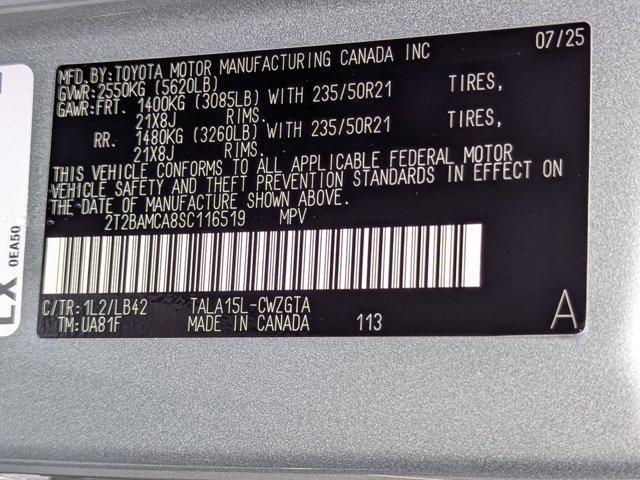 07/25
MFD.BY:TOYOTA MOTOR MANUFACTURING CANADA INC
GVWR:2550KG (5620LB)
GAWR:FRT. 1400KG (3085LB) WITH 235/50R21 TIRES,
21X8J RIMS.
RR. 1480KG (3260LB) WITH 235/50R21 TIRES,
21X8J RIMS.
THIS VEHICLE CONFORMS TO ALL APPLICABLE FEDERAL MOTOR
VEHICLE SAFETY AND THEFT PREVENTION STANDARDS IN EFFECT ON
THE DATE OF MANUFACTURE SHOWN ABOVE.
2T2BAMCA8SC116519 MPV
C/TR:1L2/LB42 TALA15L-CWZGTA
TM:UA81F MADE IN CANADA 113
A
LX
0EA50